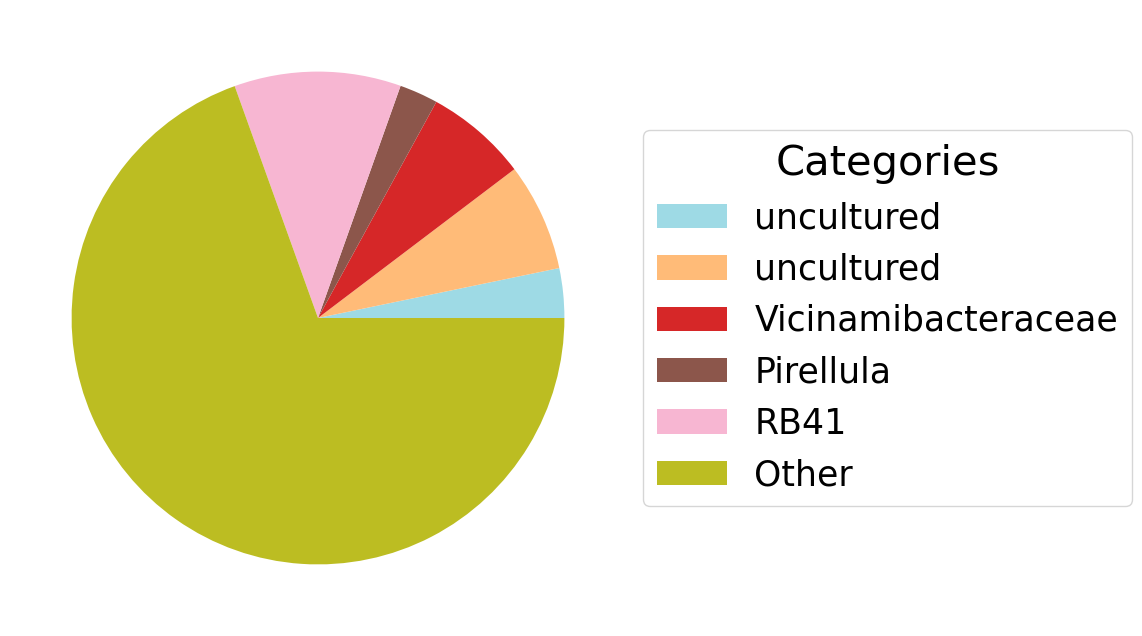 Categories
uncultured
uncultured
Vicinamibacteraceae
Pirellula
RB41
Other